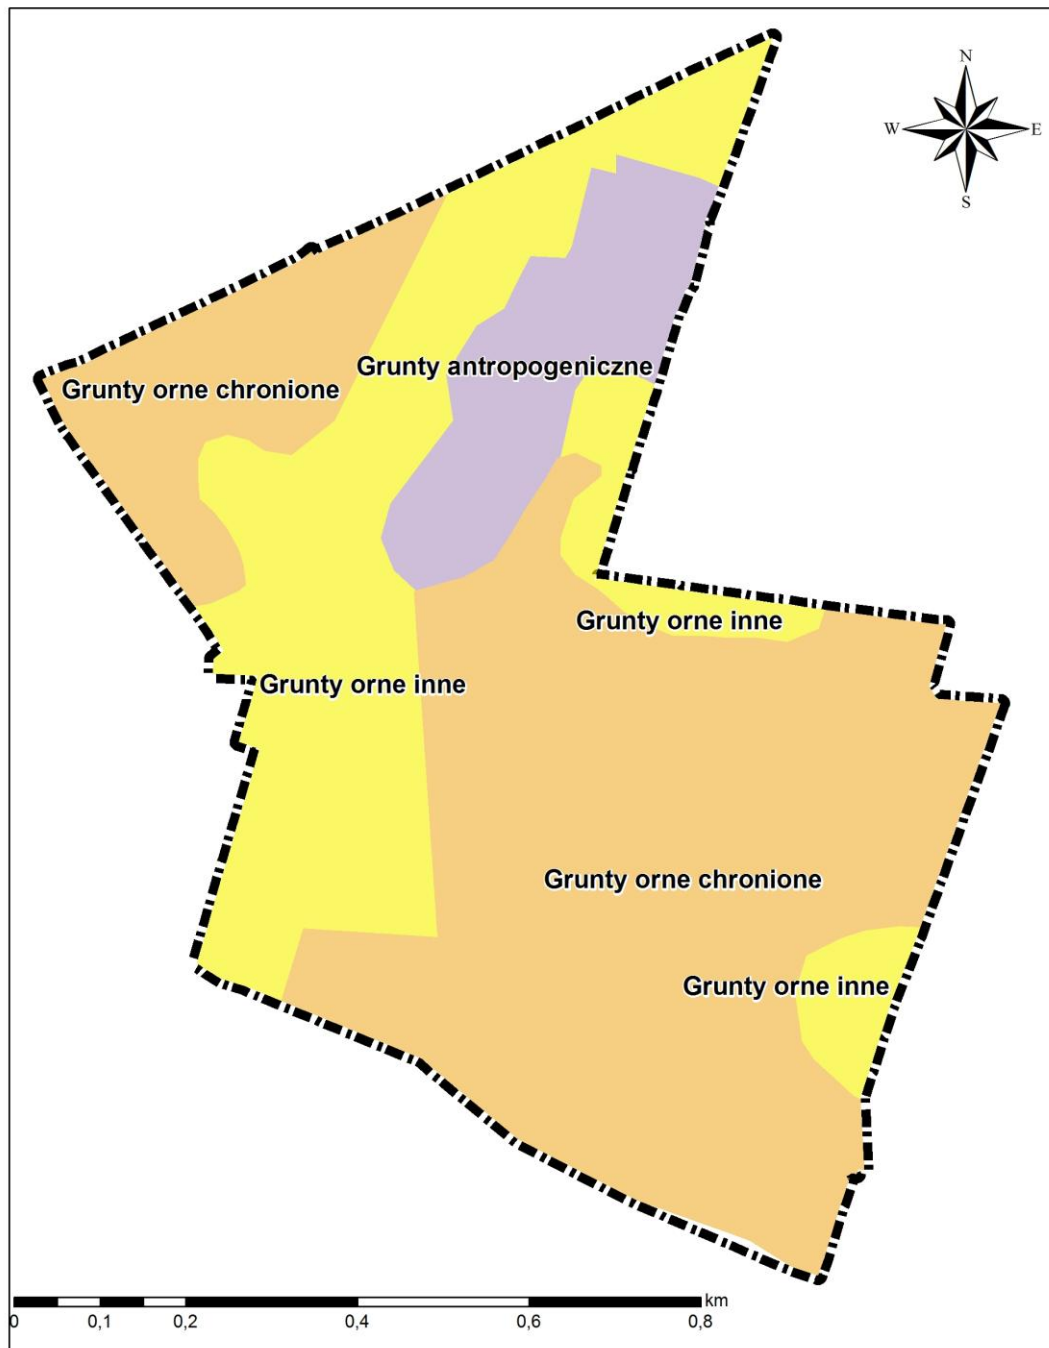 N
W
E
S
Grunty antropogeniczne
Grunty orne chronione
Grunty orne inne
Grunty orne inne
Grunty orne chronione
Grunty orne inne
km
0
0,1
0,2
0,4
0,6
0,8